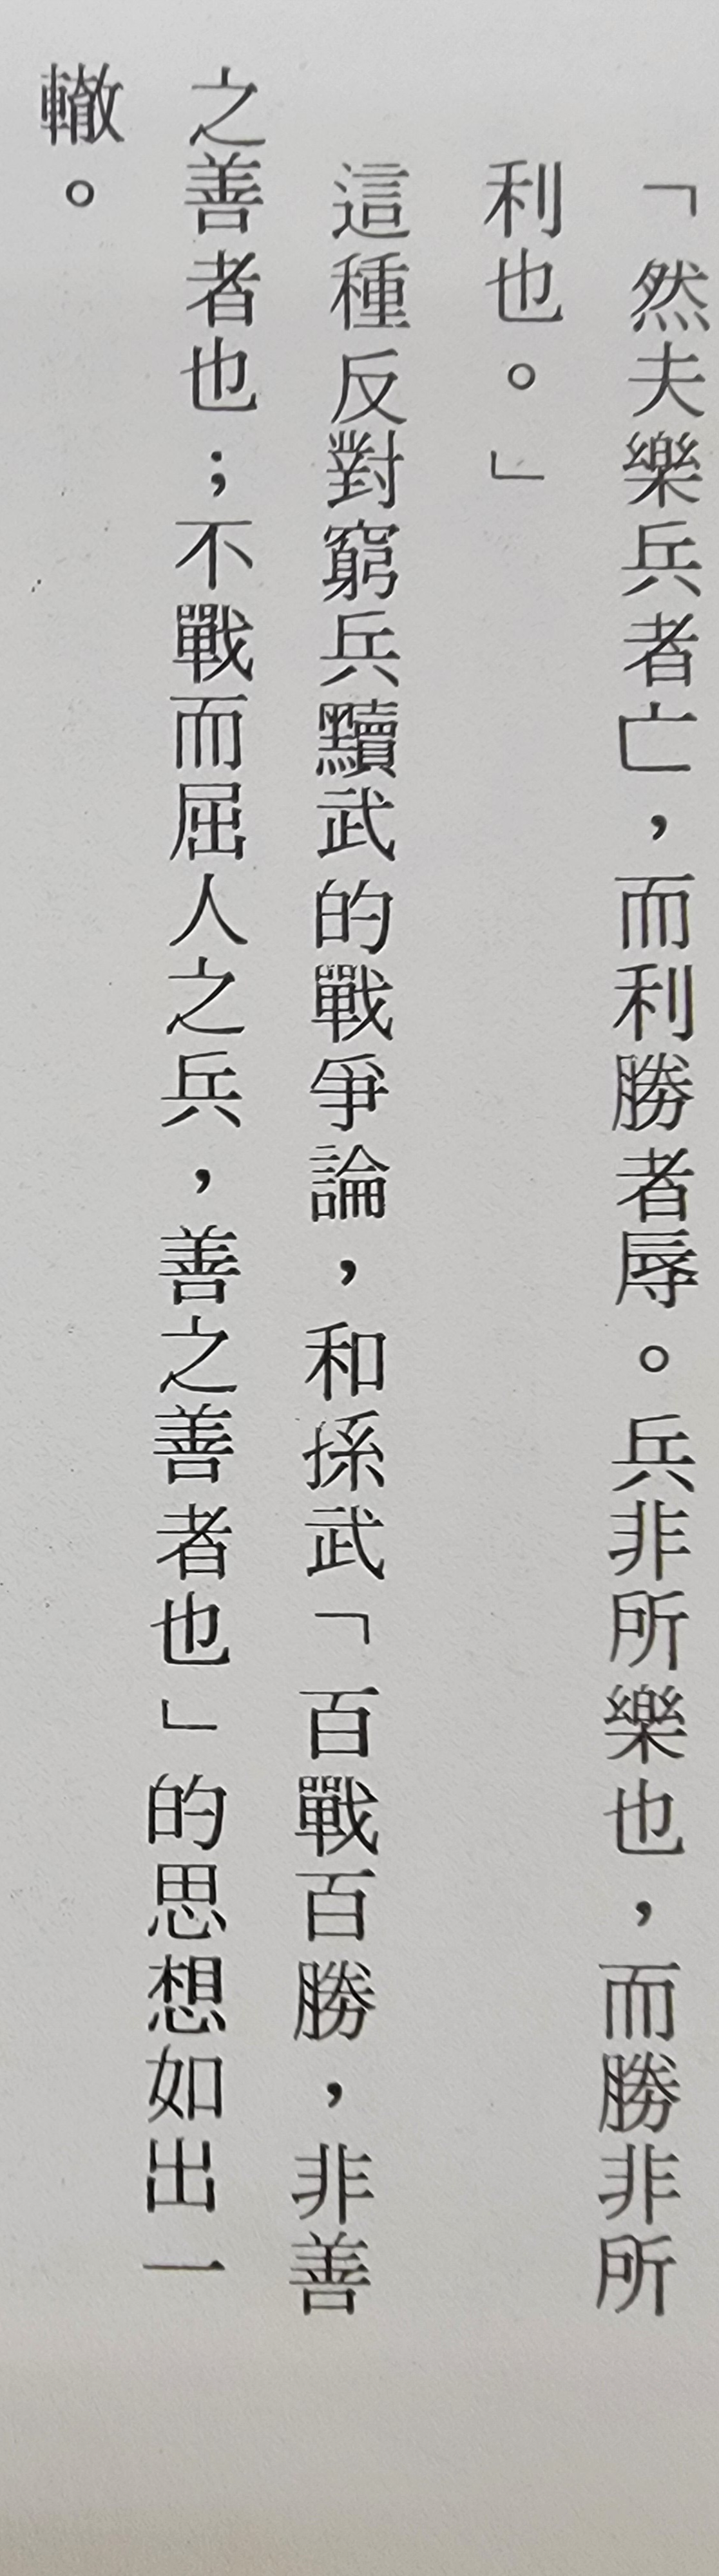 「然夫樂兵者亡，而利勝者辱。兵非所樂也，而勝非所
利也。」
這種反對窮兵黷武的戰爭論，和孫武「百戰百勝，非善
之善者也；不戰而屈人之兵，善之善者也」的思想如出一
轍。